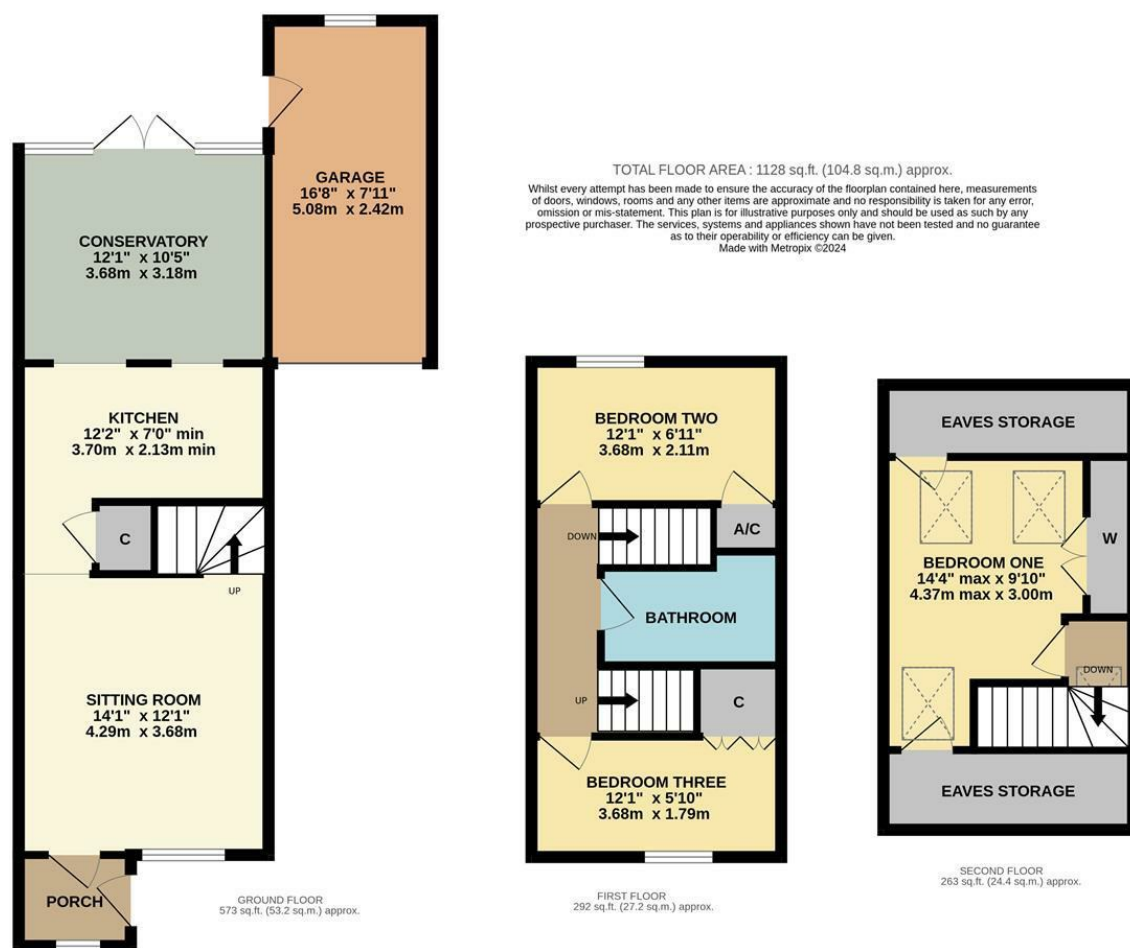 GARAGE
16'8" x 7'11"
5.08m x 2.42m
CONSERVATORY
12'1" x 10'5"
3.68m x 3.18m
KITCHEN
12'2" x 7'0" min
3.70m x 2.13m min
C
UP
SITTING ROOM
14'1" x 12'1"
4.29m x 3.68m
PORCH
GROUND FLOOR
573 sq.ft. (53.2 sq.m.) approx.
TOTAL FLOOR AREA : 1128 sq.ft. (104.8 sq.m.) approx.
Whilst every attempt has been made to ensure the accuracy of the floorplan contained here, measurements
of doors, windows, rooms and any other items are approximate and no responsibility is taken for any error,
omission or mis-statement. This plan is for illustrative purposes only and should be used as such by any
prospective purchaser. The services, systems and appliances shown have not been tested and no guarantee
as to their operability or efficiency can be given.
Made with Metropix ©2024
BEDROOM TWO
12'1" x 6'11"
3.68m x 2.11m
DOWN
A/C
BATHROOM
UP
C
BEDROOM THREE
12'1" x 5'10"
3.68m x 1.79m
FIRST FLOOR
292 sq.ft. (27.2 sq.m.) approx.
EAVES STORAGE
W
BEDROOM ONE
14'4" max x 9'10"
4.37m max x 3.00m
DOWN
EAVES STORAGE
SECOND FLOOR
263 sq.ft. (24.4 sq.m.) approx.